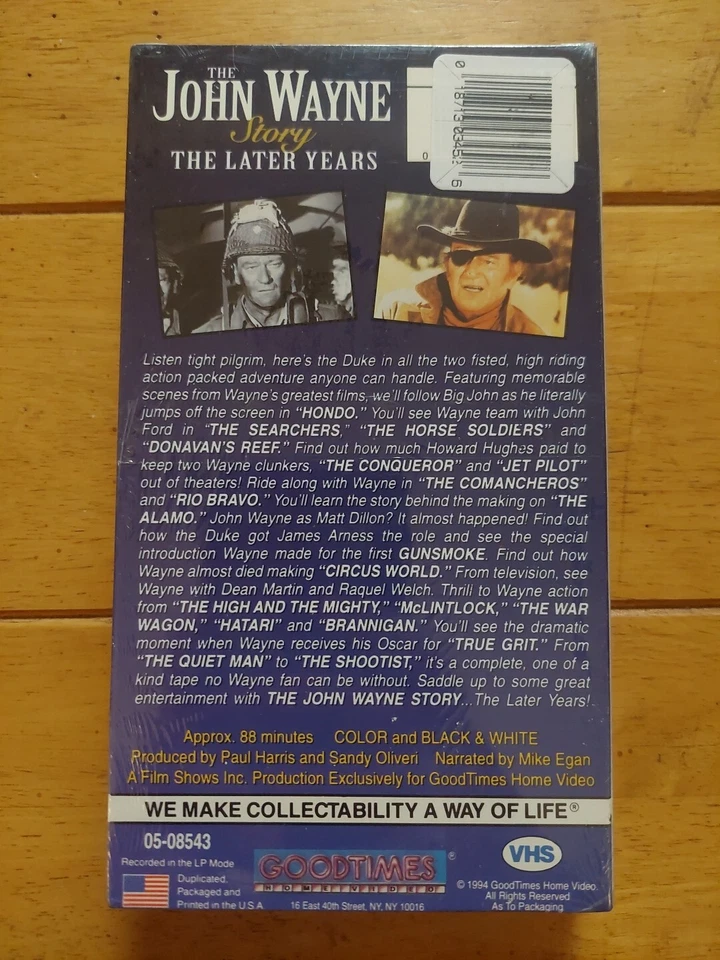 THE
JOHN WAYNE
Story
THE LATER YEARS
Listen tight pilgrim, here's the Duke in all the two fisted, high riding
action packed adventure anyone can handle. Featuring memorable
scenes from Wayne's greatest films, we'll follow Big John as he literally
jumps off the screen in "HONDO." You'll see Wayne team with John
Ford in "THE SEARCHERS," "THE HORSE SOLDIERS" and
"DONAVAN'S REEF." Find out how much Howard Hughes paid to
keep two Wayne clunkers, "THE CONQUEROR" and "JET PILOT"
out of theaters! Ride along with Wayne in "THE COMANCHEROS"
and "RIO BRAVO." You'll learn the story behind the making on "THE
ALAMO." John Wayne as Matt Dillon? It almost happened! Find out
how the Duke got James Arness the role and see the special
introduction Wayne made for the first GUNSMOKE. Find out how
Wayne almost died making "CIRCUS WORLD." From television, see
Wayne with Dean Martin and Raquel Welch. Thrill to Wayne action
from "THE HIGH AND THE MIGHTY," "McLINTLOCK," "THE WAR
WAGON," "HATARI" and "BRANNIGAN." You'll see the dramatic
moment when Wayne receives his Oscar for "TRUE GRIT." From
"THE QUIET MAN" to "THE SHOOTIST," it's a complete, one of a
kind tape no Wayne fan can be without. Saddle up to some great
entertainment with THE JOHN WAYNE STORY...The Later Years!
Approx. 88 minutes COLOR and BLACK & WHITE
Produced by Paul Harris and Sandy Oliveri Narrated by Mike Egan
A Film Shows Inc. Production Exclusively for GoodTimes Home Video
WE MAKE COLLECTABILITY A WAY OF LIFE®
05-08543
Recorded in the LP Mode
Duplicated,
Packaged and
Printed in the U.S.A.
GOODTIMES®
HOME VIDEO
16 East 40th Street, NY, NY 10016
VHS
© 1994 GoodTimes Home Video.
All Rights Reserved
As To Packaging